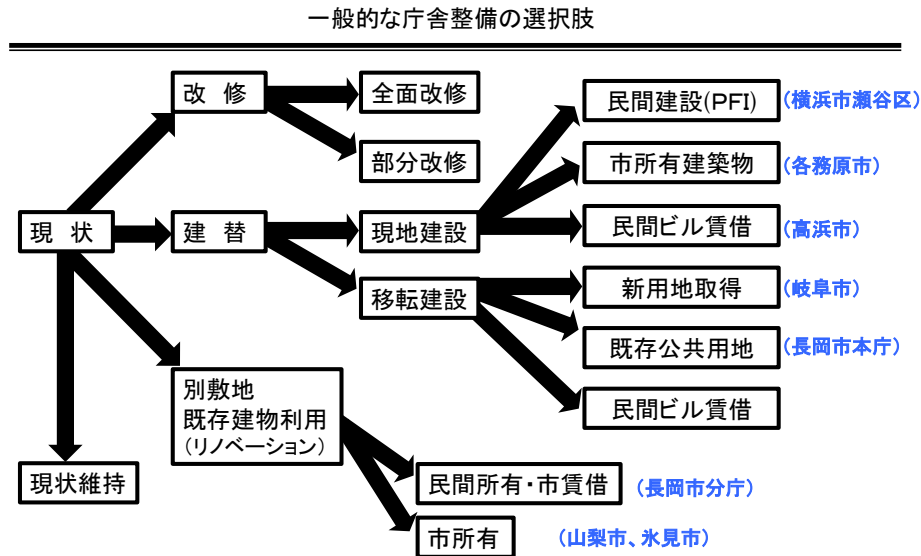 一般的な庁舎整備の選択肢
改 修
全面改修
部分改修
民間建設(PFI)
(横浜市瀬谷区)
市所有建築物
(各務原市)
現 状
建 替
現地建設
民間ビル賃借
(高浜市)
移転建設
新用地取得
(岐阜市)
既存公共用地
(長岡市本庁)
民間ビル賃借
別敷地
既存建物利用
(リノベーション)
現状維持
民間所有・市賃借
(長岡市分庁)
市所有
(山梨市、氷見市)